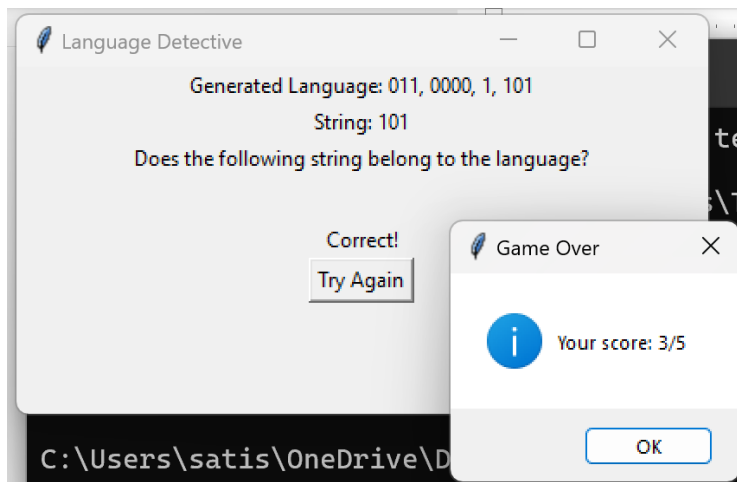 Language Detective
Generated Language: 011, 0000, 1, 101
String: 101
Does the following string belong to the language?
Correct!
Try Again
Game Over
Your score: 3/5
OK
te
s\T
C:\Users\satis\OneDrive\D